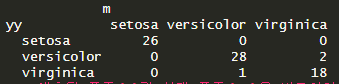 m
yy setosa versicolor virginica
setosa 26 0 0
versicolor 0 28 2
virginica 0 1 18